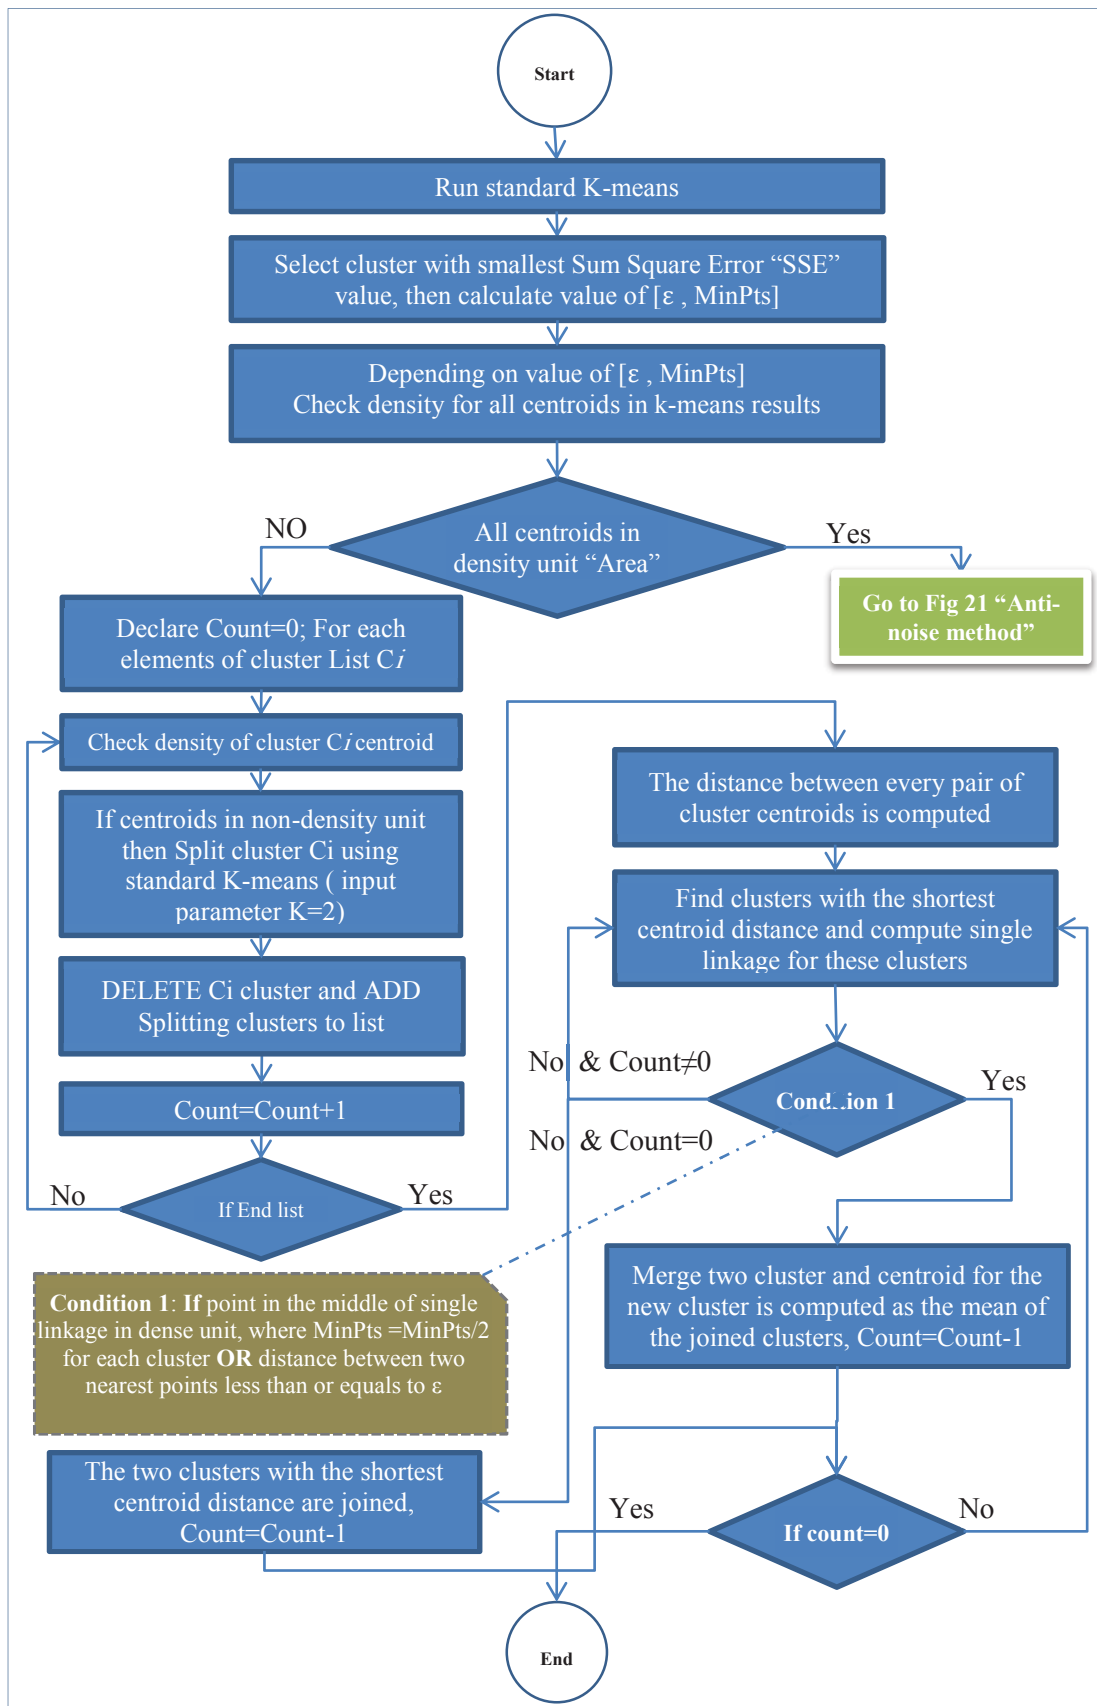 Start
Run standard K-means
Select cluster with smallest Sum Square Error “SSE”
value, then calculate value of [ε , MinPts]
Depending on value of [ε , MinPts]
Check density for all centroids in k-means results
All centroids in
density unit “Area”
NO
Yes
Go to Fig 21 “Anti-
noise method”
Declare Count=0; For each
elements of cluster List Ci
Check density of cluster Ci centroid
If centroids in non-density unit
then Split cluster Ci using
standard K-means ( input
parameter K=2)
DELETE Ci cluster and ADD
Splitting clusters to list
Count=Count+1
If End list
No
Yes
The distance between every pair of
cluster centroids is computed
Find clusters with the shortest
centroid distance and compute single
linkage for these clusters
No & Count≠0
Condition 1
Yes
No & Count=0
Merge two cluster and centroid for the
new cluster is computed as the mean of
the joined clusters, Count=Count-1
Condition 1: If point in the middle of single
linkage in dense unit, where MinPts =MinPts/2
for each cluster OR distance between two
nearest points less than or equals to ε
The two clusters with the shortest
centroid distance are joined,
Count=Count-1
Yes
If count=0
No
End